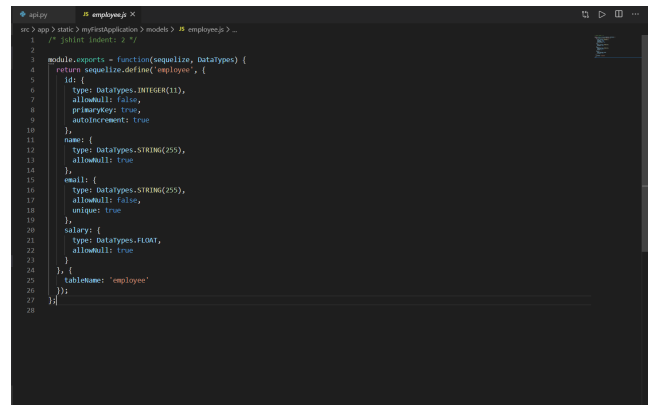 api.py employee.js ×
src > app > static > myFirstApplication > models > JS employee.js > ...
1 /* jshint indent: 2 */
2
3 module.exports = function(sequelize, DataTypes) {
4 return sequelize.define('employee', {
5 id: {
6 type: DataTypes.INTEGER(11),
7 allowNull: false,
8 primaryKey: true,
9 autoIncrement: true
10 },
11 name: {
12 type: DataTypes.STRING(255),
13 allowNull: true
14 },
15 email: {
16 type: DataTypes.STRING(255),
17 allowNull: false,
18 unique: true
19 },
20 salary: {
21 type: DataTypes.FLOAT,
22 allowNull: true
23 }
24 }, {
25 tableName: 'employee'
26 });
27 };
28